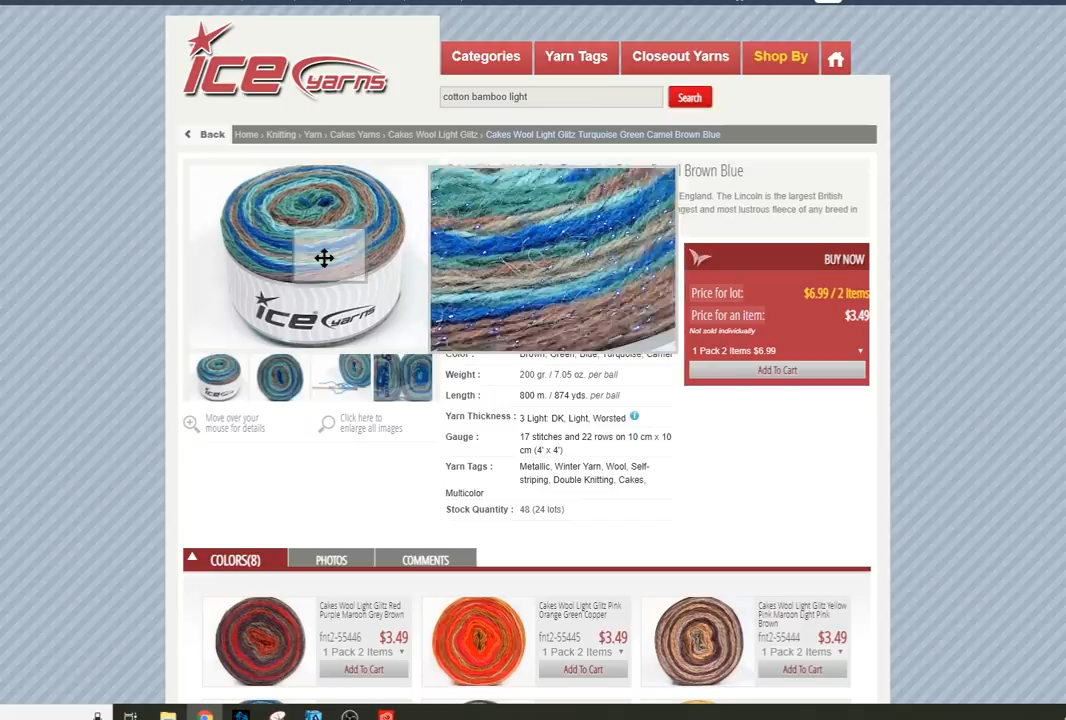 ice yarns
Categories
Yarn Tags
Closeout Yarns
Shop By
cotton bamboo light
Search
Back
Home › Knitting › Yarn › Cakes Yarns › Cakes Wool Light Glitz › Cakes Wool Light Glitz Turquoise Green Camel Brown Blue
Brown Blue
England. The Lincoln is the largest British
most lustrous fleece of any breed in
ice yarns
BUY NOW
Price for lot: $6.99 / 2 Items
Price for an item: $3.49
Not sold individually
1 Pack 2 Items $6.99
Add To Cart
Color : Brown, Green, Blue, Turquoise, Camel
Weight : 200 gr. / 7.05 oz. per ball
Length : 800 m. / 874 yds. per ball
Yarn Thickness : 3 Light: DK, Light, Worsted
Gauge : 17 stitches and 22 rows on 10 cm x 10
cm (4' x 4')
Yarn Tags : Metallic, Winter Yarn, Wool, Self-
striping, Double Knitting, Cakes,
Multicolor
Stock Quantity : 48 (24 lots)
Move over your
mouse for details
Click here to
enlarge all images
COLORS(8)
PHOTOS
COMMENTS
Cakes Wool Light Glitz Red
Purple Maroon Grey Brown
fnt2-55446 $3.49
1 Pack 2 Items
Add To Cart
Cakes Wool Light Glitz Pink
Orange Green Copper
fnt2-55445 $3.49
1 Pack 2 Items
Add To Cart
Cakes Wool Light Glitz Yellow
Pink Maroon Light Pink
Brown
fnt2-55444 $3.49
1 Pack 2 Items
Add To Cart